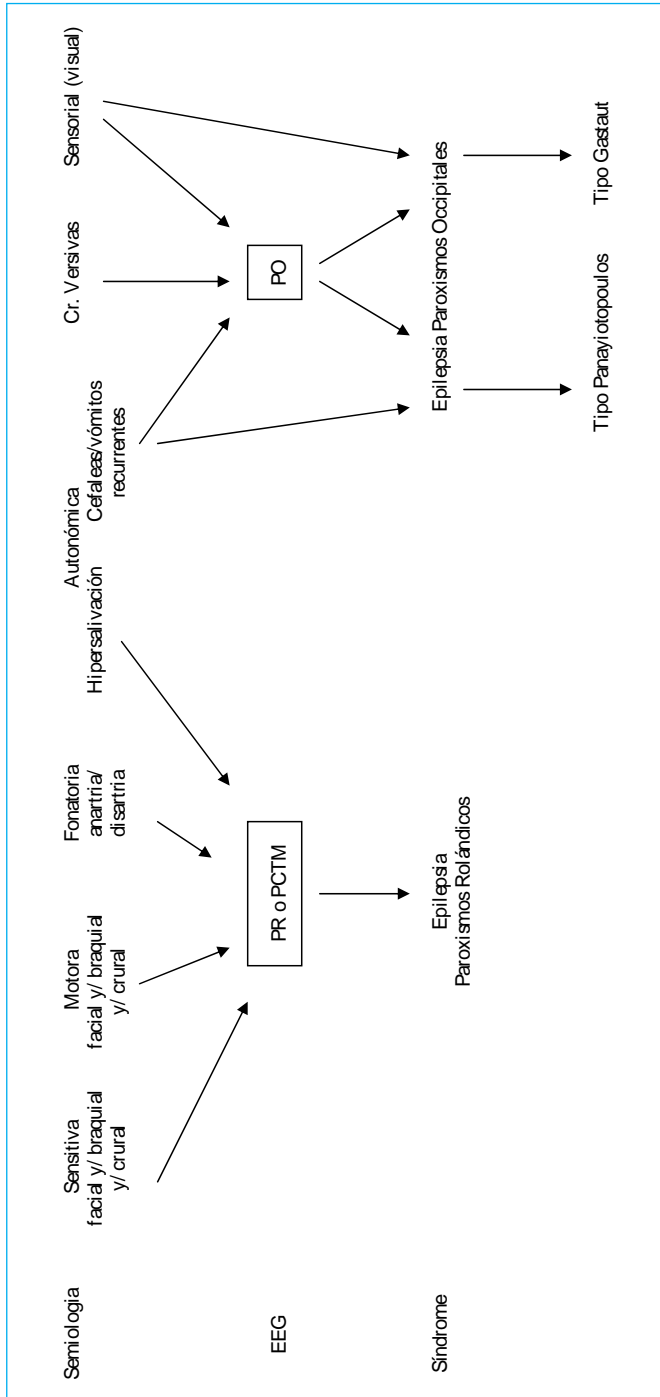 Semiologia
Sensitiva
facial y/ braquial
y/ crural
Motora
facial y/ braquial
y/ crural
Fonatoria
anartria/
disartria
Autonómica
Hipersalivación
Cefaleas/vómitos
recurrentes
Cr. Versivas
Sensorial (visual)
EEG
PR o PCTM
PO
Síndrome
Epilepsia
Paroxismos Rolándicos
Epilepsia Paroxismos Occipitales
Tipo Panayiotopoulos
Tipo Gastaut